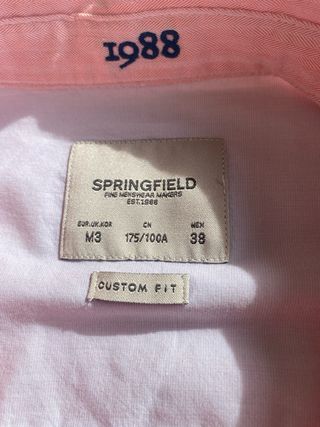 1988
SPRINGFIELD
FINE MENSWEAR MAKERS
EST.1988
EUR.UK.KOR CN MEX
M3 175/100A 38
CUSTOM FIT